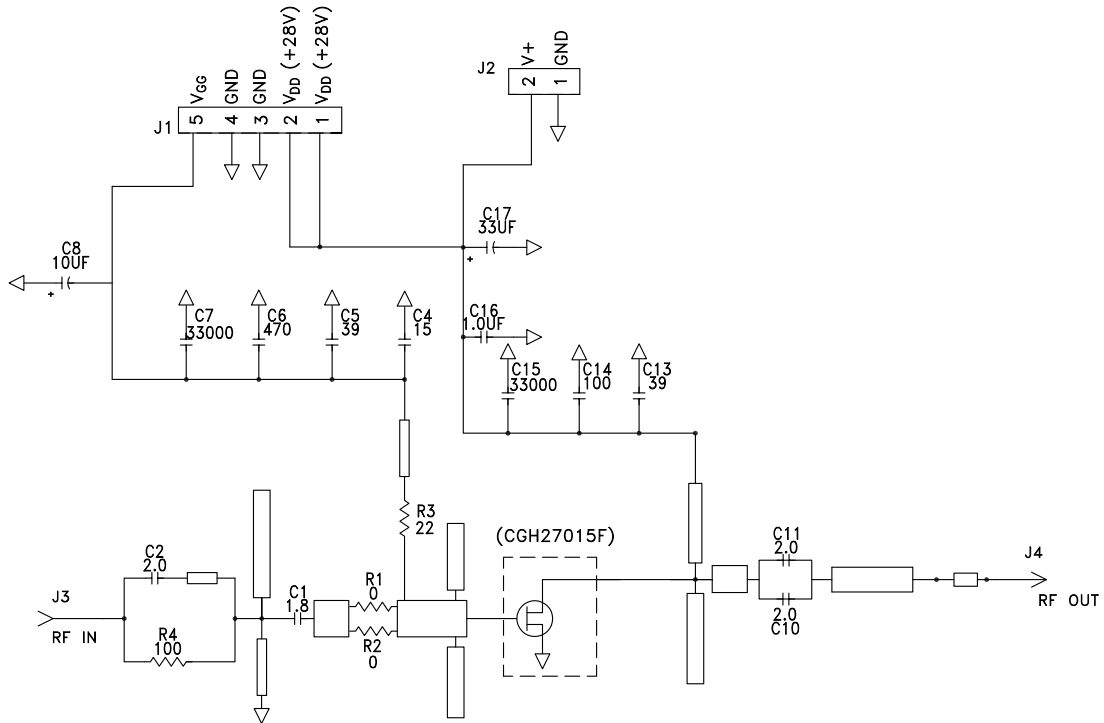 VGG
GND
GND
VDD (+28V)
VDD (+28V)
J1
5
4
3
2
1
V+
GND
J2
2
1
C17
33UF
+
C8
10UF
+
C7
33000
C6
470
C5
39
C4
15
C16
1.0UF
C15
33000
C14
100
C13
39
R3
22
(CGH27015F)
C11
2.0
J4
RF OUT
2.0
C10
C2
2.0
J3
RF IN
R4
100
C1
1.8
R1
0
R2
0